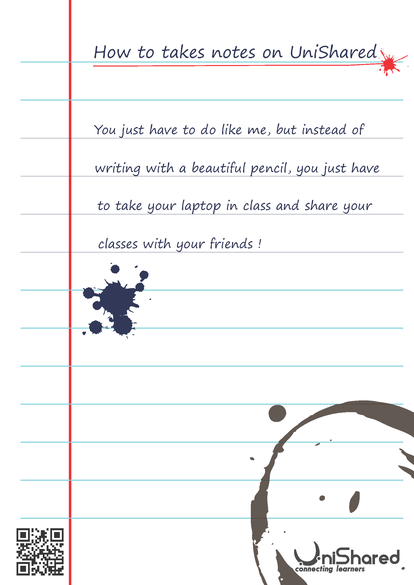 How to takes notes on UniShared
You just have to do like me, but instead of
writing with a beautiful pencil, you just have
to take your laptop in class and share your
classes with your friends !
UniShared
connecting learners